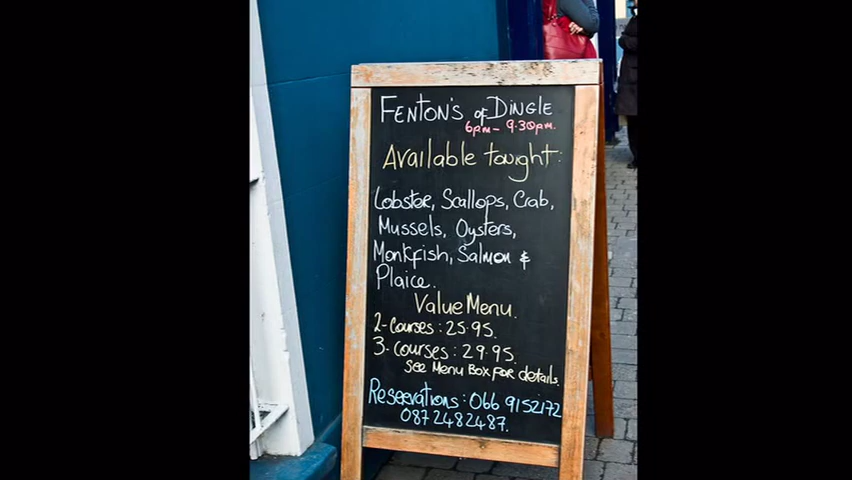 FENTON'S of DINGLE
6pm - 9.30pm.
Available tonight:
Lobster, Scallops, Crab,
Mussels, Oysters,
Monkfish, Salmon &
Plaice.
Value Menu.
2-Courses: 25.95.
3-Courses: 29.95.
See Menu Box for details.
Reseervations: 066 9152172
087 2482487.